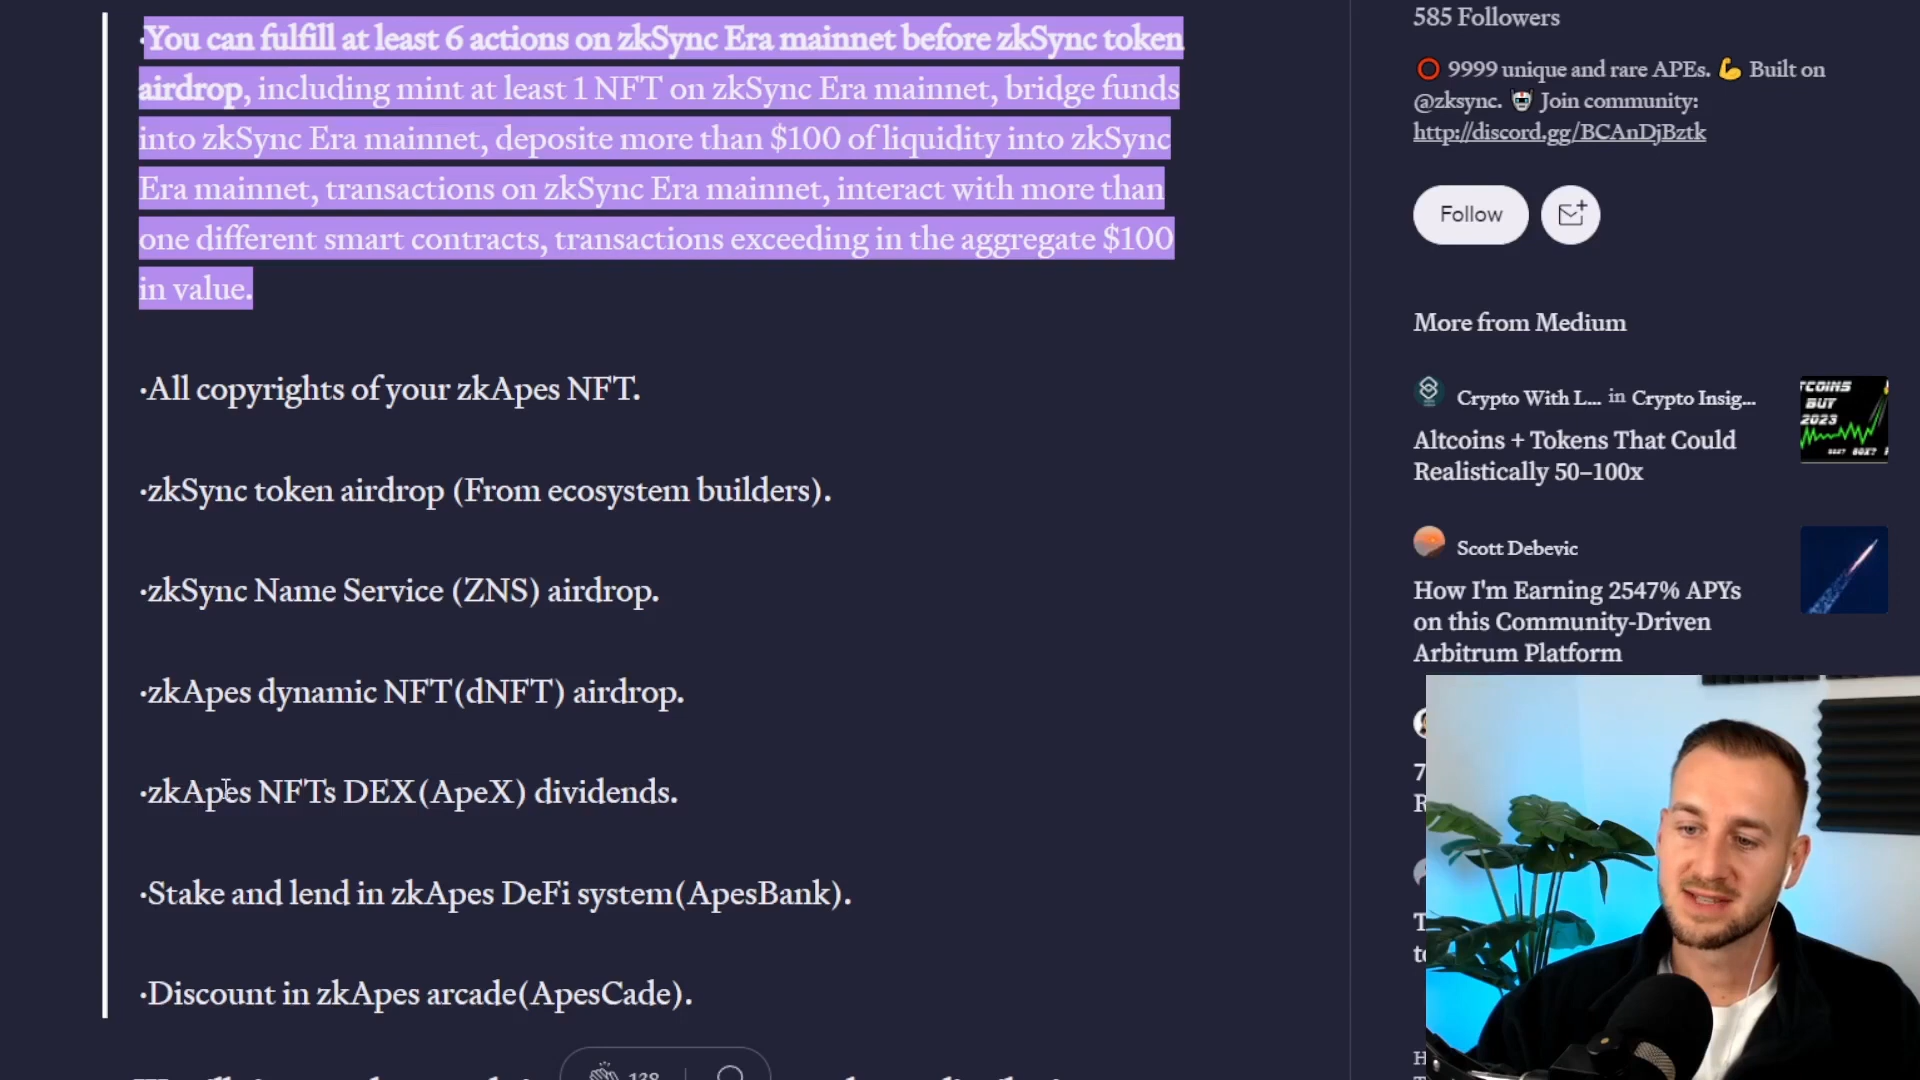 ·You can fulfill at least 6 actions on zkSync Era mainnet before zkSync token
airdrop, including mint at least 1 NFT on zkSync Era mainnet, bridge funds
into zkSync Era mainnet, deposite more than $100 of liquidity into zkSync
Era mainnet, transactions on zkSync Era mainnet, interact with more than
one different smart contracts, transactions exceeding in the aggregate $100
in value.
·All copyrights of your zkApes NFT.
·zkSync token airdrop (From ecosystem builders).
·zkSync Name Service (ZNS) airdrop.
·zkApes dynamic NFT(dNFT) airdrop.
·zkApes NFTs DEX(ApeX) dividends.
·Stake and lend in zkApes DeFi system(ApesBank).
·Discount in zkApes arcade(ApesCade).
138
585 Followers
⭕ 9999 unique and rare APEs. 💪 Built on
@zksync. 🤖 Join community:
http://discord.gg/BCAnDjBztk
Follow
More from Medium
Crypto With L... in Crypto Insig...
Altcoins + Tokens That Could
Realistically 50–100x
TCOINS
BUT
2023
Scott Debevic
How I'm Earning 2547% APYs
on this Community-Driven
Arbitrum Platform
7
R
T
to
H